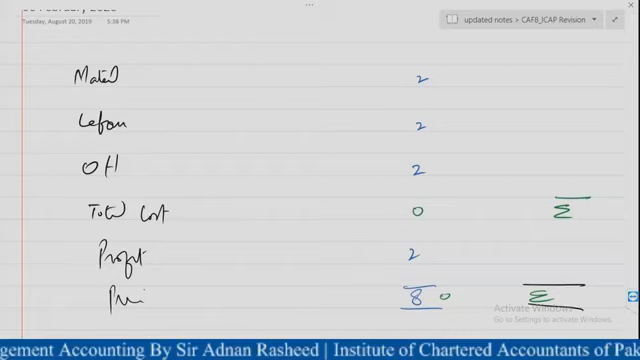 Tuesday, August 20, 2019 5:38 PM
updated notes > CAF8_ICAP Revision
Mateial 2
Labour 2
OH 2
Total Cost 0 Σ
Profit 2
Pri 8 0 Σ
Activate Windows
Go to Settings to activate Windows.
gement Accounting By Sir Adnan Rasheed | Institute of Chartered Accountants of Pak